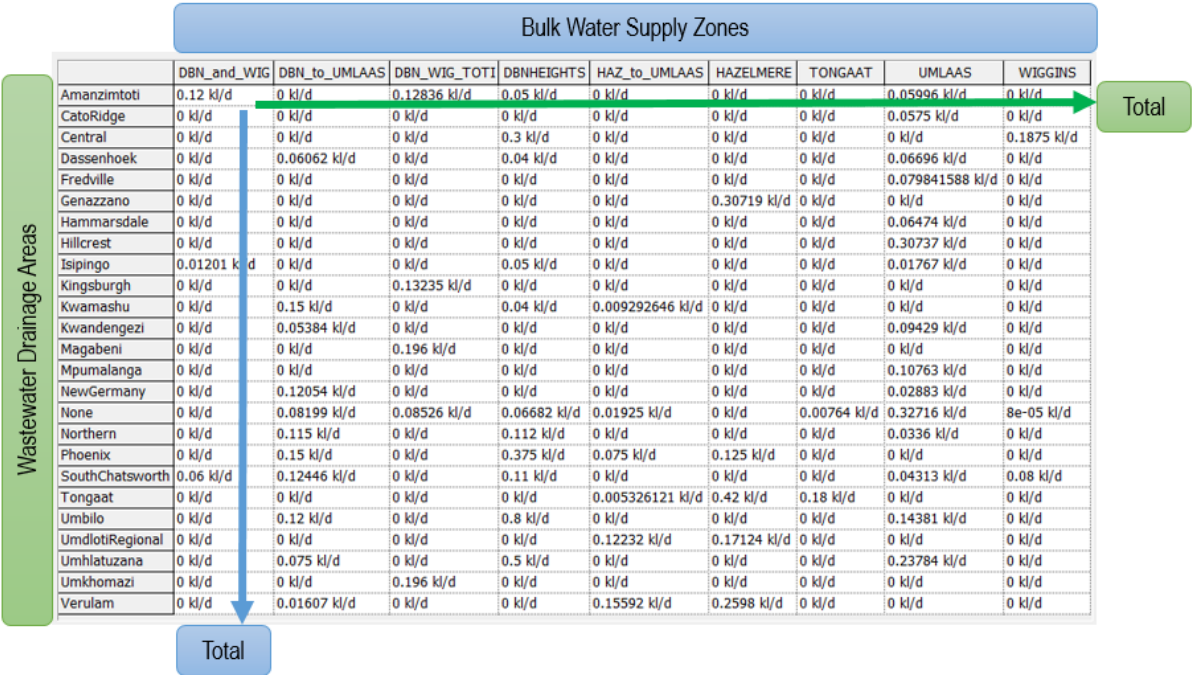 Bulk Water Supply Zones
DBN_and_WIG DBN_to_UMLAAS DBN_WIG_TOTI DBNHEIGHTS HAZ_to_UMLAAS HAZELMERE TONGAAT UMLAAS WIGGINS
Amanzimtoti 0.12 kl/d 0 kl/d 0.12836 kl/d 0.05 kl/d 0 kl/d 0 kl/d 0 kl/d 0.05996 kl/d 0 kl/d
Total
CatoRidge 0 kl/d 0 kl/d 0 kl/d 0 kl/d 0 kl/d 0 kl/d 0 kl/d 0.0575 kl/d 0 kl/d
Central 0 kl/d 0 kl/d 0 kl/d 0.3 kl/d 0 kl/d 0 kl/d 0 kl/d 0 kl/d 0.1875 kl/d
Dassenhoek 0 kl/d 0.06062 kl/d 0 kl/d 0.04 kl/d 0 kl/d 0 kl/d 0 kl/d 0.06696 kl/d 0 kl/d
Fredville 0 kl/d 0 kl/d 0 kl/d 0 kl/d 0 kl/d 0 kl/d 0 kl/d 0.079841588 kl/d 0 kl/d
Genazzano 0 kl/d 0 kl/d 0 kl/d 0 kl/d 0 kl/d 0.30719 kl/d 0 kl/d 0 kl/d 0 kl/d
Hammarsdale 0 kl/d 0 kl/d 0 kl/d 0 kl/d 0 kl/d 0 kl/d 0 kl/d 0.06474 kl/d 0 kl/d
Hillcrest 0 kl/d 0 kl/d 0 kl/d 0 kl/d 0 kl/d 0 kl/d 0 kl/d 0.30737 kl/d 0 kl/d
Isipingo 0.01201 kl/d 0 kl/d 0 kl/d 0.05 kl/d 0 kl/d 0 kl/d 0 kl/d 0.01767 kl/d 0 kl/d
Kingsburgh 0 kl/d 0 kl/d 0.13235 kl/d 0 kl/d 0 kl/d 0 kl/d 0 kl/d 0 kl/d 0 kl/d
Kwamashu 0 kl/d 0.15 kl/d 0 kl/d 0.04 kl/d 0.009292646 kl/d 0 kl/d 0 kl/d 0 kl/d 0 kl/d
Kwandengezi 0 kl/d 0.05384 kl/d 0 kl/d 0 kl/d 0 kl/d 0 kl/d 0 kl/d 0.09429 kl/d 0 kl/d
Magabeni 0 kl/d 0 kl/d 0.196 kl/d 0 kl/d 0 kl/d 0 kl/d 0 kl/d 0 kl/d 0 kl/d
Mpumalanga 0 kl/d 0 kl/d 0 kl/d 0 kl/d 0 kl/d 0 kl/d 0 kl/d 0.10763 kl/d 0 kl/d
NewGermany 0 kl/d 0.12054 kl/d 0 kl/d 0 kl/d 0 kl/d 0 kl/d 0 kl/d 0.02883 kl/d 0 kl/d
None 0 kl/d 0.08199 kl/d 0.08526 kl/d 0.06682 kl/d 0.01925 kl/d 0 kl/d 0.00764 kl/d 0.32716 kl/d 8e-05 kl/d
Northern 0 kl/d 0.115 kl/d 0 kl/d 0.112 kl/d 0 kl/d 0 kl/d 0 kl/d 0.0336 kl/d 0 kl/d
Phoenix 0 kl/d 0.15 kl/d 0 kl/d 0.375 kl/d 0.075 kl/d 0.125 kl/d 0 kl/d 0 kl/d 0 kl/d
SouthChatsworth 0.06 kl/d 0.12446 kl/d 0 kl/d 0.11 kl/d 0 kl/d 0 kl/d 0 kl/d 0.04313 kl/d 0.08 kl/d
Tongaat 0 kl/d 0 kl/d 0 kl/d 0 kl/d 0.005326121 kl/d 0.42 kl/d 0.18 kl/d 0 kl/d 0 kl/d
Umbilo 0 kl/d 0.12 kl/d 0 kl/d 0.8 kl/d 0 kl/d 0 kl/d 0 kl/d 0.14381 kl/d 0 kl/d
UmdlotiRegional 0 kl/d 0 kl/d 0 kl/d 0 kl/d 0.12232 kl/d 0.17124 kl/d 0 kl/d 0 kl/d 0 kl/d
Umhlatuzana 0 kl/d 0.075 kl/d 0 kl/d 0.5 kl/d 0 kl/d 0 kl/d 0 kl/d 0.23784 kl/d 0 kl/d
Umkhomazi 0 kl/d 0 kl/d 0.196 kl/d 0 kl/d 0 kl/d 0 kl/d 0 kl/d 0 kl/d 0 kl/d
Verulam 0 kl/d 0.01607 kl/d 0 kl/d 0 kl/d 0.15592 kl/d 0.2598 kl/d 0 kl/d 0 kl/d 0 kl/d
Wastewater Drainage Areas
Total